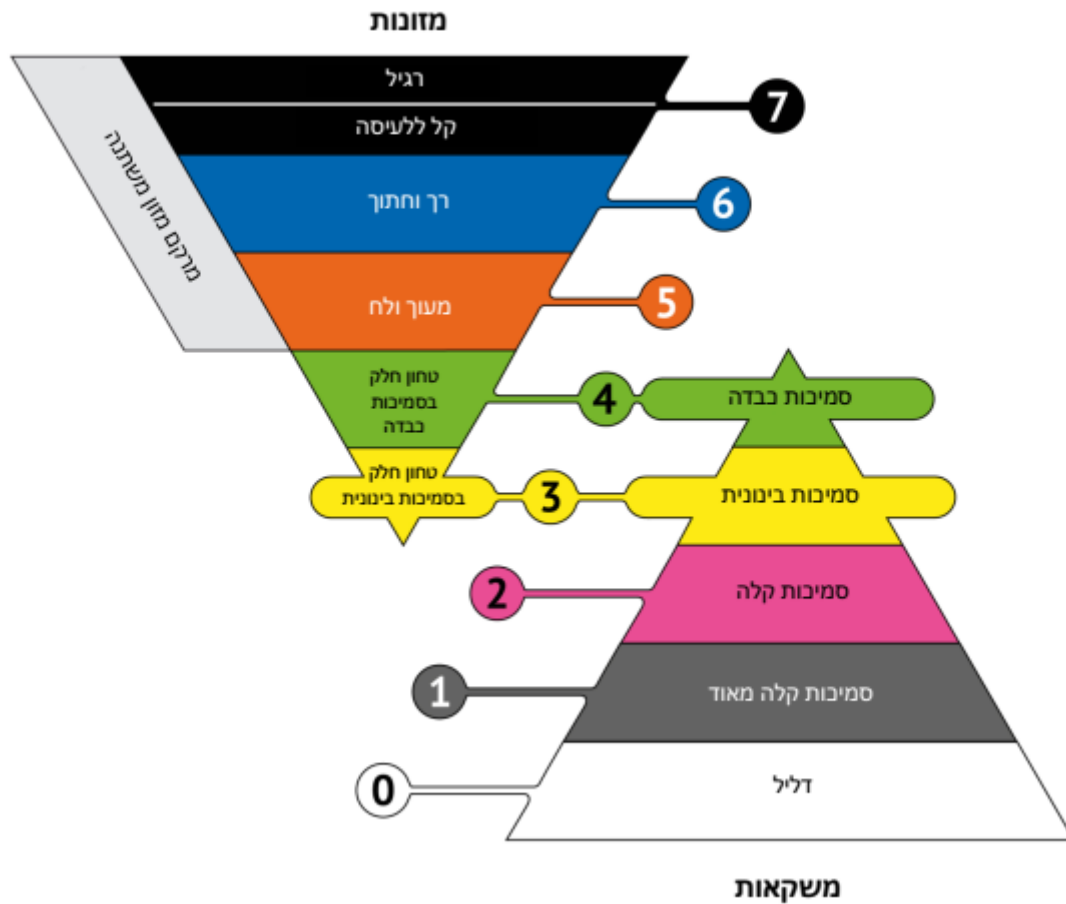 מזונות
רגיל
7
קל ללעיסה
מרקם מזון משתנה
רך וחתוך
6
מעוך ולח
5
טחון חלק
בסמיכות
כבדה
4
סמיכות כבדה
טחון חלק
בסמיכות בינונית
3
סמיכות בינונית
2
סמיכות קלה
1
סמיכות קלה מאוד
0
דליל
משקאות